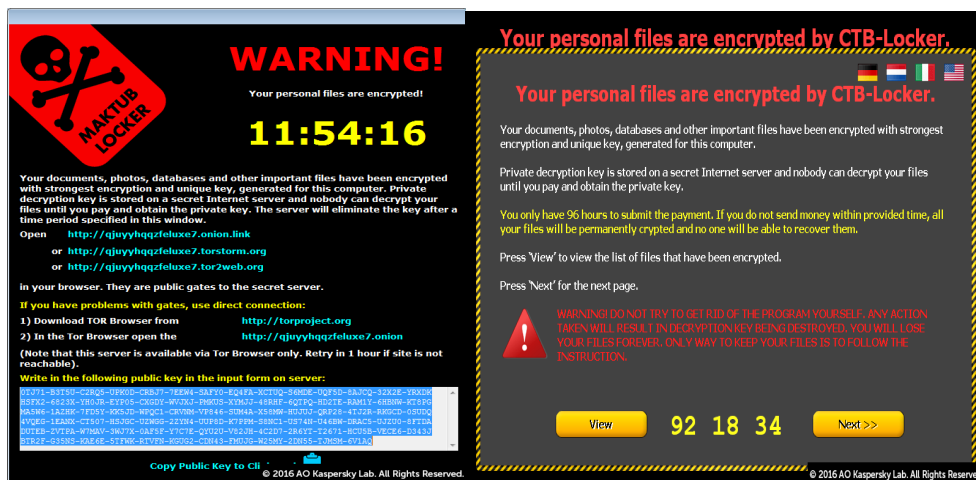 MAKTUB
LOCKER
WARNING!
Your personal files are encrypted!
11:54:16
Your documents, photos, databases and other important files have been encrypted
with strongest encryption and unique key, generated for this computer. Private
decryption key is stored on a secret Internet server and nobody can decrypt your
files until you pay and obtain the private key. The server will eliminate the key after a
time period specified in this window.
Open http://qjuyyhqqzfeluxe7.onion.link
or http://qjuyyhqqzfeluxe7.torstorm.org
or http://qjuyyhqqzfeluxe7.tor2web.org
in your browser. They are public gates to the secret server.
If you have problems with gates, use direct connection:
1) Download TOR Browser from http://torproject.org
2) In the Tor Browser open the http://qjuyyhqqzfeluxe7.onion
(Note that this server is available via Tor Browser only. Retry in 1 hour if site is not
reachable).
Write in the following public key in the input form on server:
Copy Public Key to Cli
© 2016 AO Kaspersky Lab. All Rights Reserved.
Your personal files are encrypted by CTB-Locker.
Your personal files are encrypted by CTB-Locker.
Your documents, photos, databases and other important files have been encrypted with strongest
encryption and unique key, generated for this computer.
Private decryption key is stored on a secret Internet server and nobody can decrypt your files
until you pay and obtain the private key.
You only have 96 hours to submit the payment. If you do not send money within provided time, all
your files will be permanently crypted and no one will be able to recover them.
Press 'View' to view the list of files that have been encrypted.
Press 'Next' for the next page.
WARNING! DO NOT TRY TO GET RID OF THE PROGRAM YOURSELF. ANY ACTION
TAKEN WILL RESULT IN DECRYPTION KEY BEING DESTROYED. YOU WILL LOSE
YOUR FILES FOREVER. ONLY WAY TO KEEP YOUR FILES IS TO FOLLOW THE
INSTRUCTION.
View
92 18 34
Next >>
© 2016 AO Kaspersky Lab. All Rights Reserve